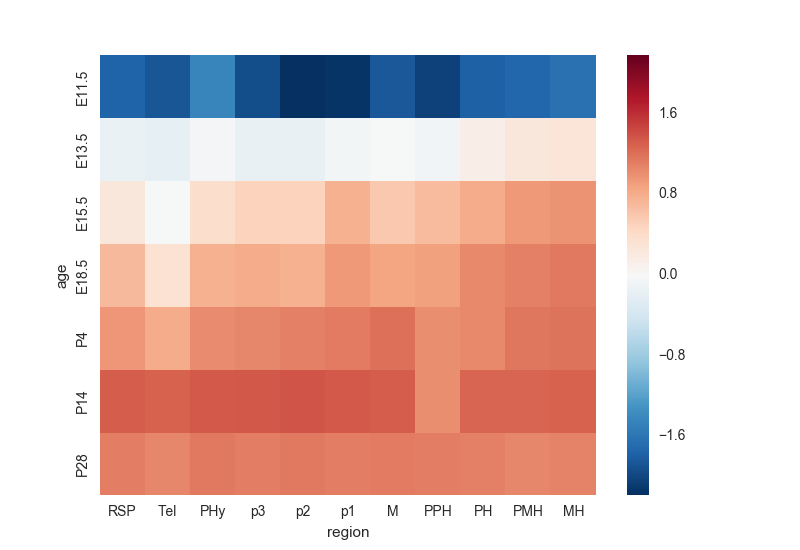 age
E11.5
E13.5
E15.5
E18.5
P4
P14
P28
RSP Tel PHy p3 p2 p1 M PPH PH PMH MH
region
1.6
0.8
0.0
−0.8
−1.6